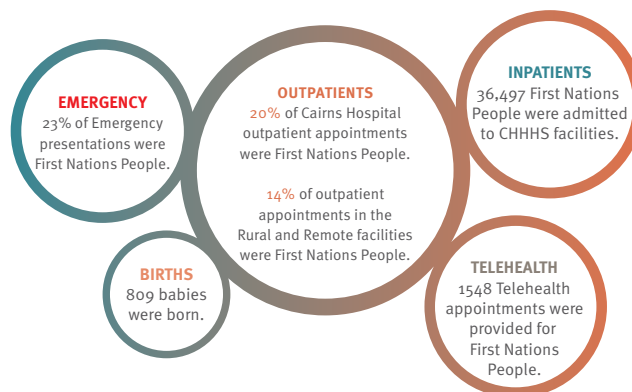 EMERGENCY
23% of Emergency
presentations were
First Nations People.
OUTPATIENTS
20% of Cairns Hospital
outpatient appointments
were First Nations People.
14% of outpatient
appointments in the
Rural and Remote facilities
were First Nations People.
INPATIENTS
36,497 First Nations
People were admitted
to CHHHS facilities.
BIRTHS
809 babies
were born.
TELEHEALTH
1548 Telehealth
appointments were
provided for
First Nations
People.